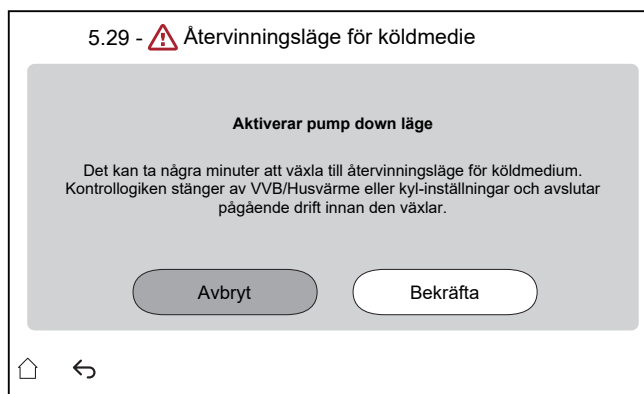 5.29 - Återvinningsläge för köldmedie
Aktiverar pump down läge
Det kan ta några minuter att växla till återvinningsläge för köldmedium.
Kontrollogiken stänger av VVB/Husvärme eller kyl-inställningar och avslutar
pågående drift innan den växlar.
Avbryt
Bekräfta